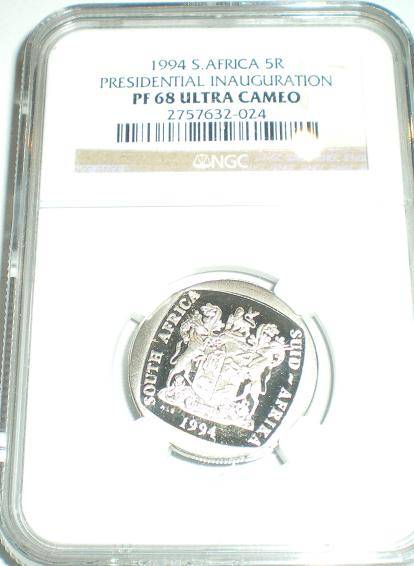 1994 S.AFRICA 5R
PRESIDENTIAL INAUGURATION
PF 68 ULTRA CAMEO
2757632-024
NGC
SOUTH AFRICA
SUID-AFRIKA
1994